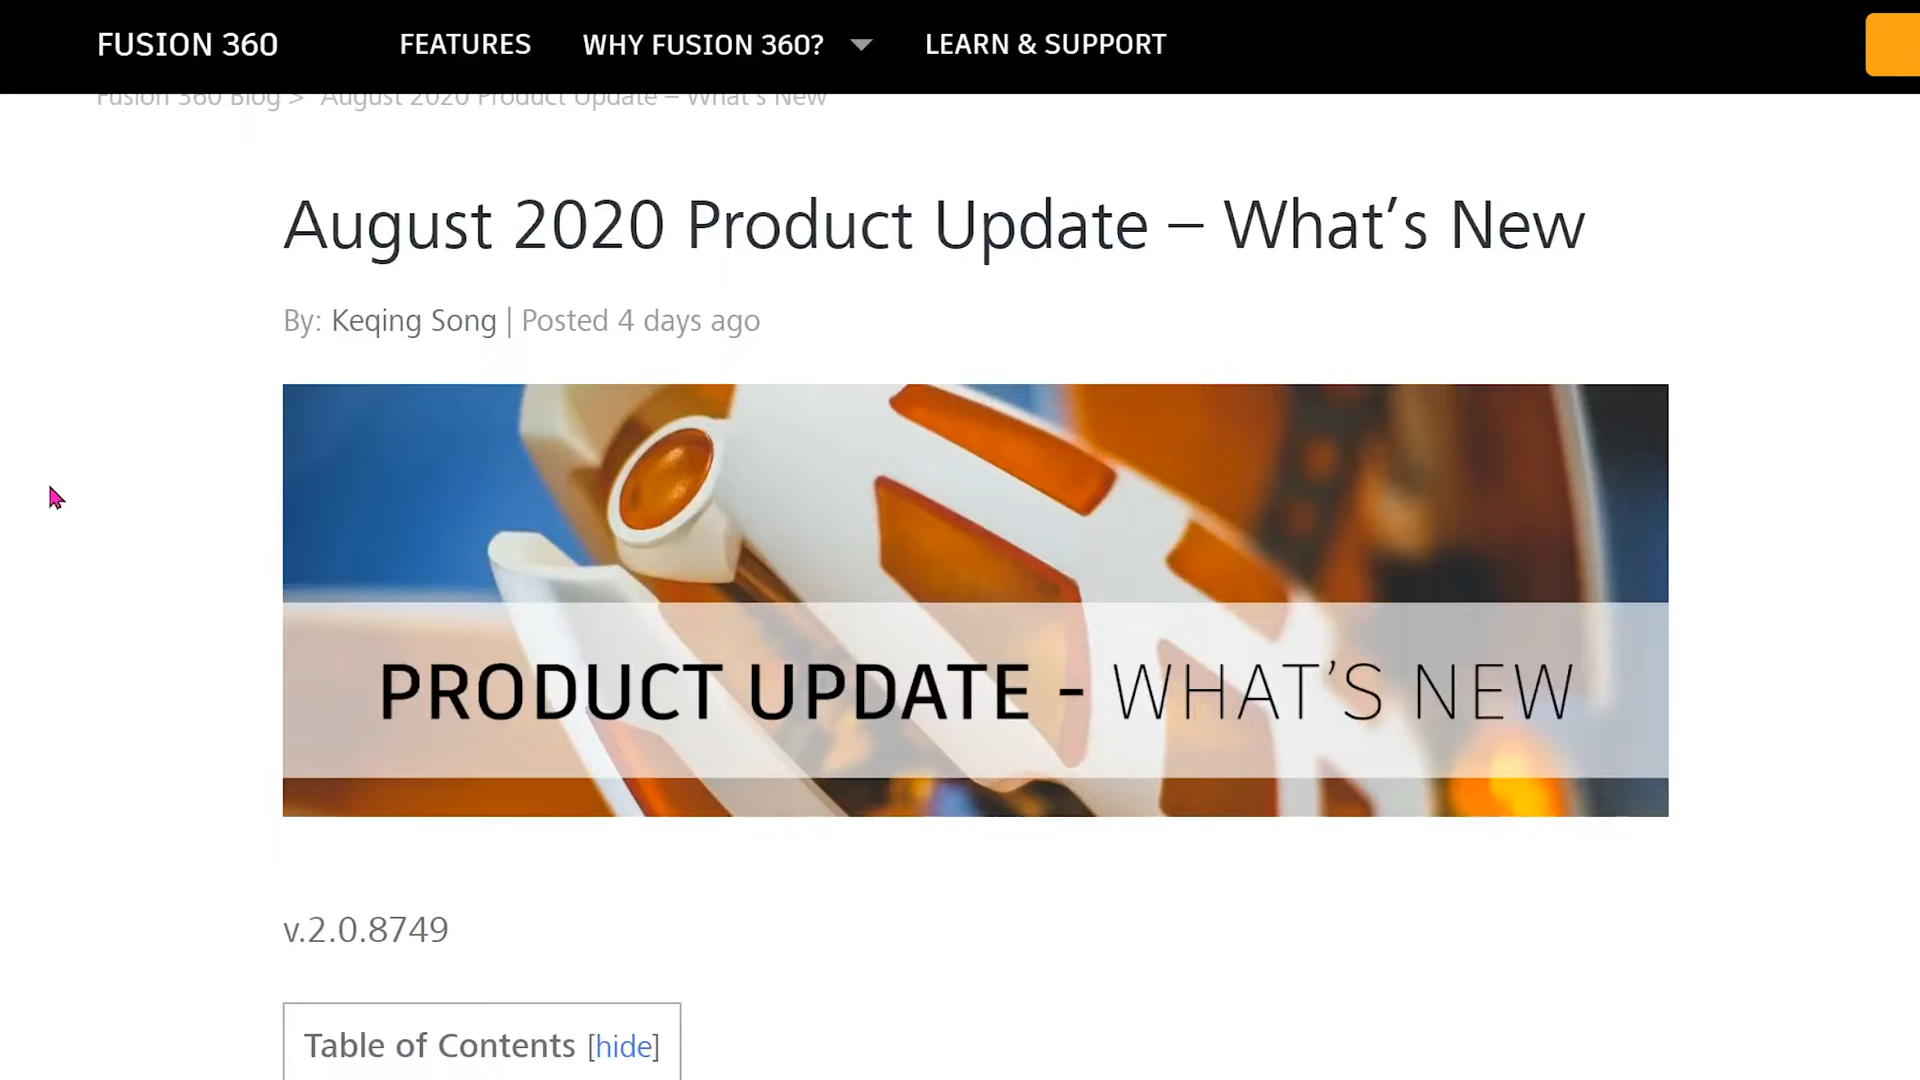 FUSION 360 FEATURES WHY FUSION 360? LEARN & SUPPORT
Fusion 360 Blog > August 2020 Product Update – What's New
August 2020 Product Update – What’s New
By: Keqing Song | Posted 4 days ago
PRODUCT UPDATE - WHAT’S NEW
v.2.0.8749
Table of Contents [hide]